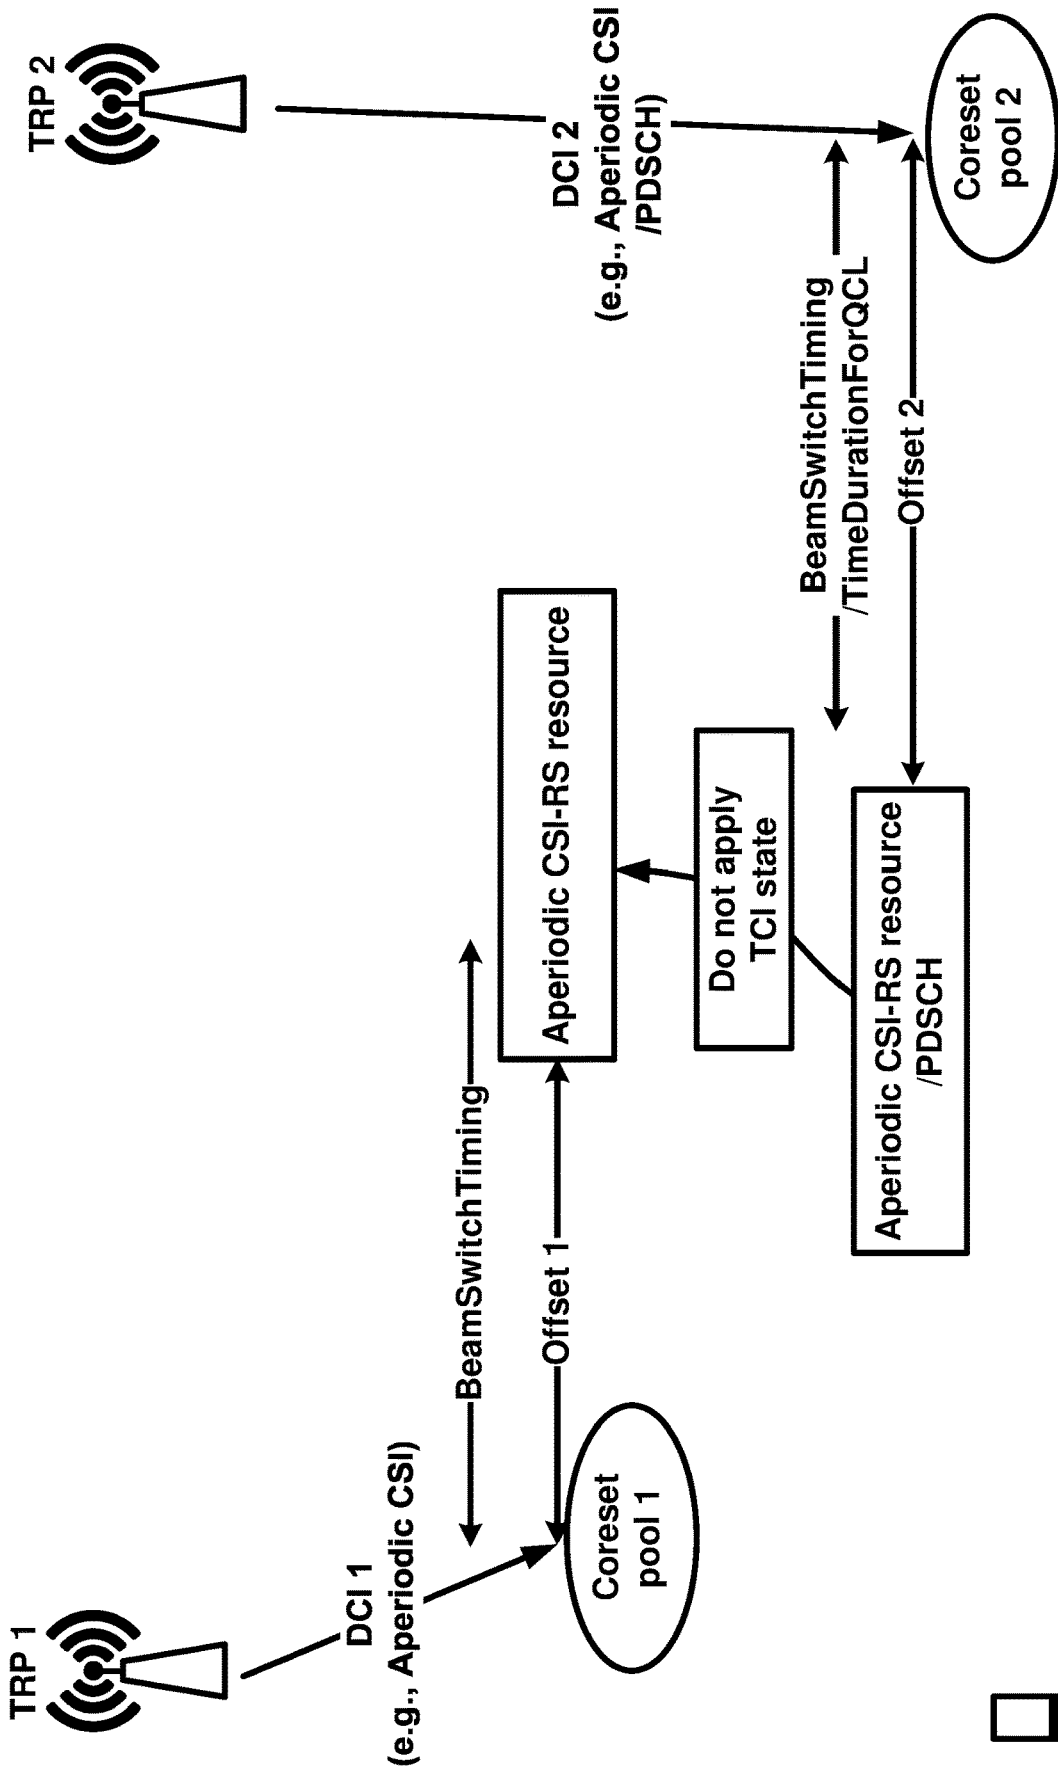 TRP 1
DCI 1
(e.g., Aperiodic CSI)
BeamSwitchTiming
Offset 1
Coreset
pool 1
Aperiodic CSI-RS resource
Do not apply
TCI state
Aperiodic CSI-RS resource
/PDSCH
TRP 2
DCI 2
(e.g., Aperiodic CSI
/PDSCH)
BeamSwitchTiming
/TimeDurationForQCL
Offset 2
Coreset
pool 2